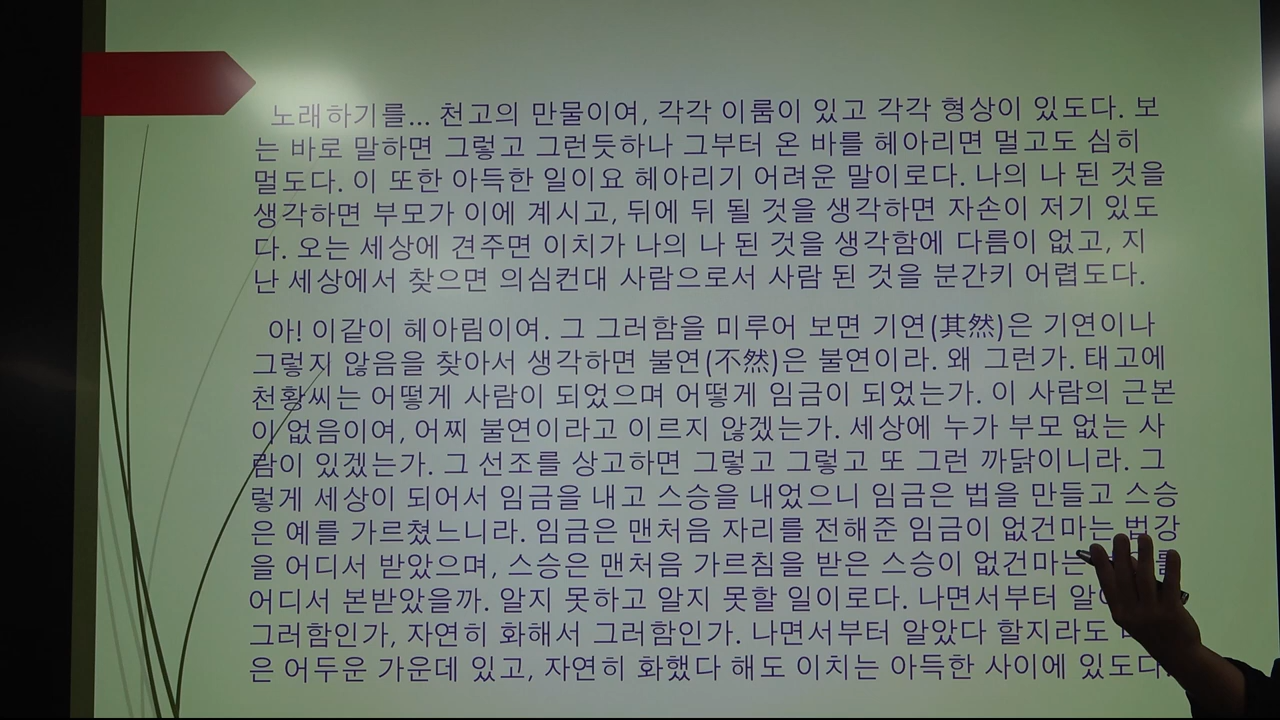 노래하기를... 천고의 만물이여, 각각 이룸이 있고 각각 형상이 있도다. 보
는 바로 말하면 그렇고 그런듯하나 그부터 온 바를 헤아리면 멀고도 심히
멀도다. 이 또한 아득한 일이요 헤아리기 어려운 말이로다. 나의 나 된 것을
생각하면 부모가 이에 계시고, 뒤에 뒤 될 것을 생각하면 자손이 저기 있도
다. 오는 세상에 견주면 이치가 나의 나 된 것을 생각함에 다름이 없고, 지
난 세상에서 찾으면 의심컨대 사람으로서 사람 된 것을 분간키 어렵도다.
아! 이같이 헤아림이여. 그 그러함을 미루어 보면 기연(其然)은 기연이나
그렇지 않음을 찾아서 생각하면 불연(不然)은 불연이라. 왜 그런가. 태고에
천황씨는 어떻게 사람이 되었으며 어떻게 임금이 되었는가. 이 사람의 근본
이 없음이여, 어찌 불연이라고 이르지 않겠는가. 세상에 누가 부모 없는 사
람이 있겠는가. 그 선조를 상고하면 그렇고 그렇고 또 그런 까닭이니라. 그
렇게 세상이 되어서 임금을 내고 스승을 내었으니 임금은 법을 만들고 스승
은 예를 가르쳤느니라. 임금은 맨처음 자리를 전해준 임금이 없건마는 법강
을 어디서 받았으며, 스승은 맨처음 가르침을 받은 스승이 없건마는
어디서 본받았을까. 알지 못하고 알지 못할 일이로다. 나면서부터
그러함인가, 자연히 화해서 그러함인가. 나면서부터 알았다 할지라도
은 어두운 가운데 있고, 자연히 화했다 해도 이치는 아득한 사이에 있도다.